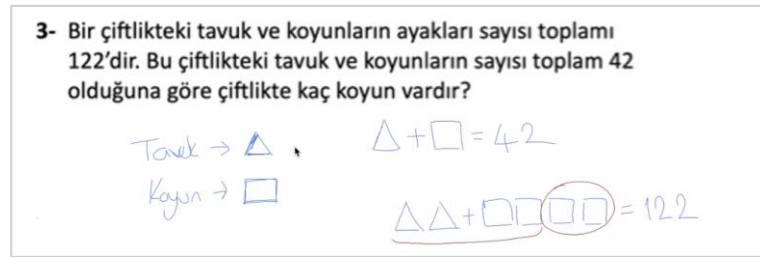 3- Bir çiftlikteki tavuk ve koyunların ayakları sayısı toplamı
122’dir. Bu çiftlikteki tavuk ve koyunların sayısı toplam 42
olduğuna göre çiftlikte kaç koyun vardır?
Tavuk → △
△ + □ = 42
Koyun → □
△△ + □□□□ = 122